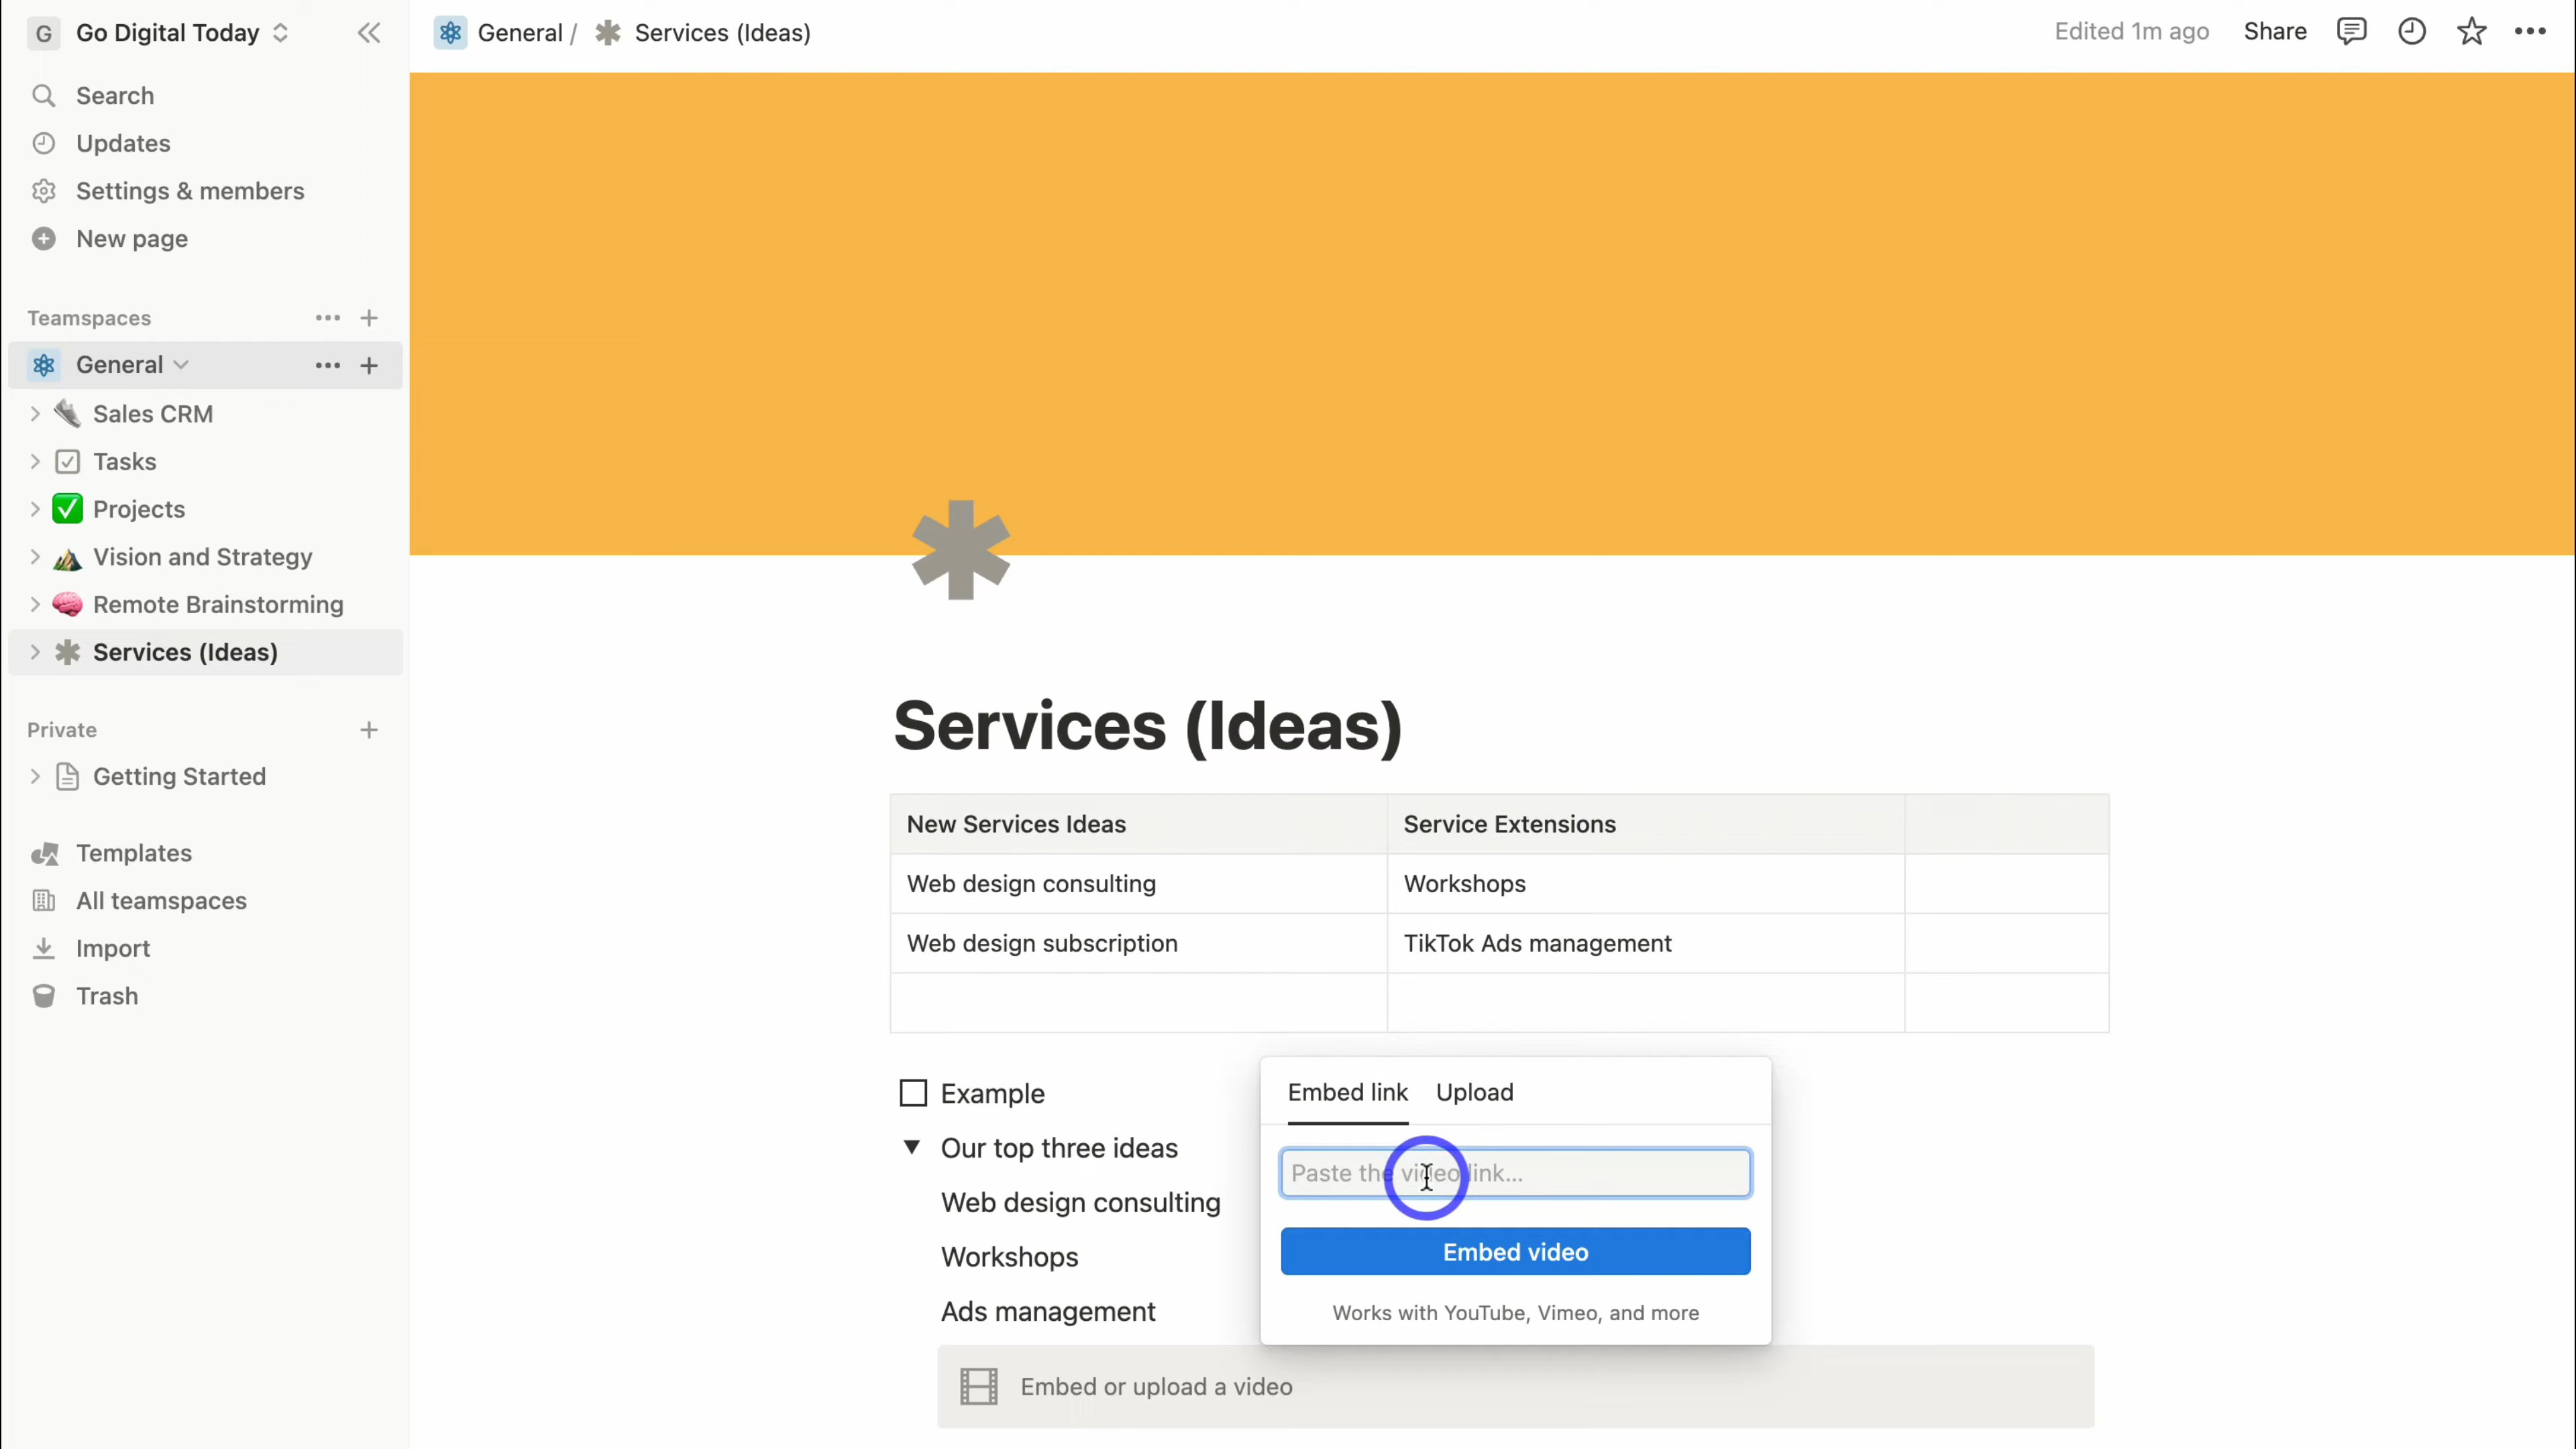 G Go Digital Today
General / Services (Ideas)
Edited 1m ago Share
Search
Updates
Settings & members
New page
Teamspaces
General
Sales CRM
Tasks
Projects
Vision and Strategy
Remote Brainstorming
Services (Ideas)
Private
Getting Started
Templates
All teamspaces
Import
Trash
Services (Ideas)
New Services Ideas Service Extensions
Web design consulting Workshops
Web design subscription TikTok Ads management
Example
Our top three ideas
Web design consulting
Workshops
Ads management
Embed link Upload
Paste the video link...
Embed video
Works with YouTube, Vimeo, and more
Embed or upload a video